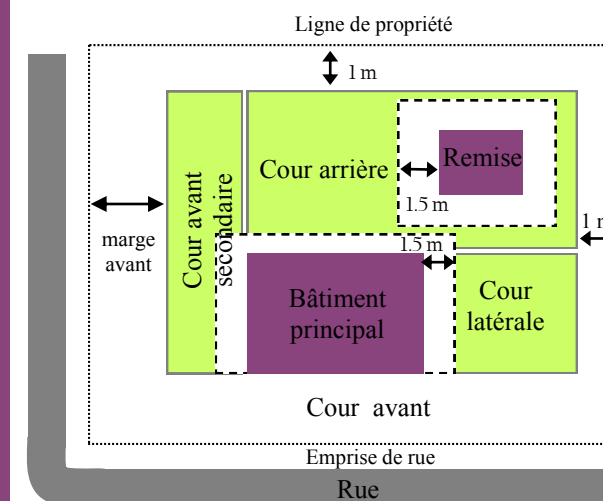 Ligne de propriété
1 m
Remise
Cour arrière
1.5 m
Cour avant
secondaire
1 m
marge
avant
1.5 m
Cour
latérale
Bâtiment
principal
Cour avant
Emprise de rue
Rue